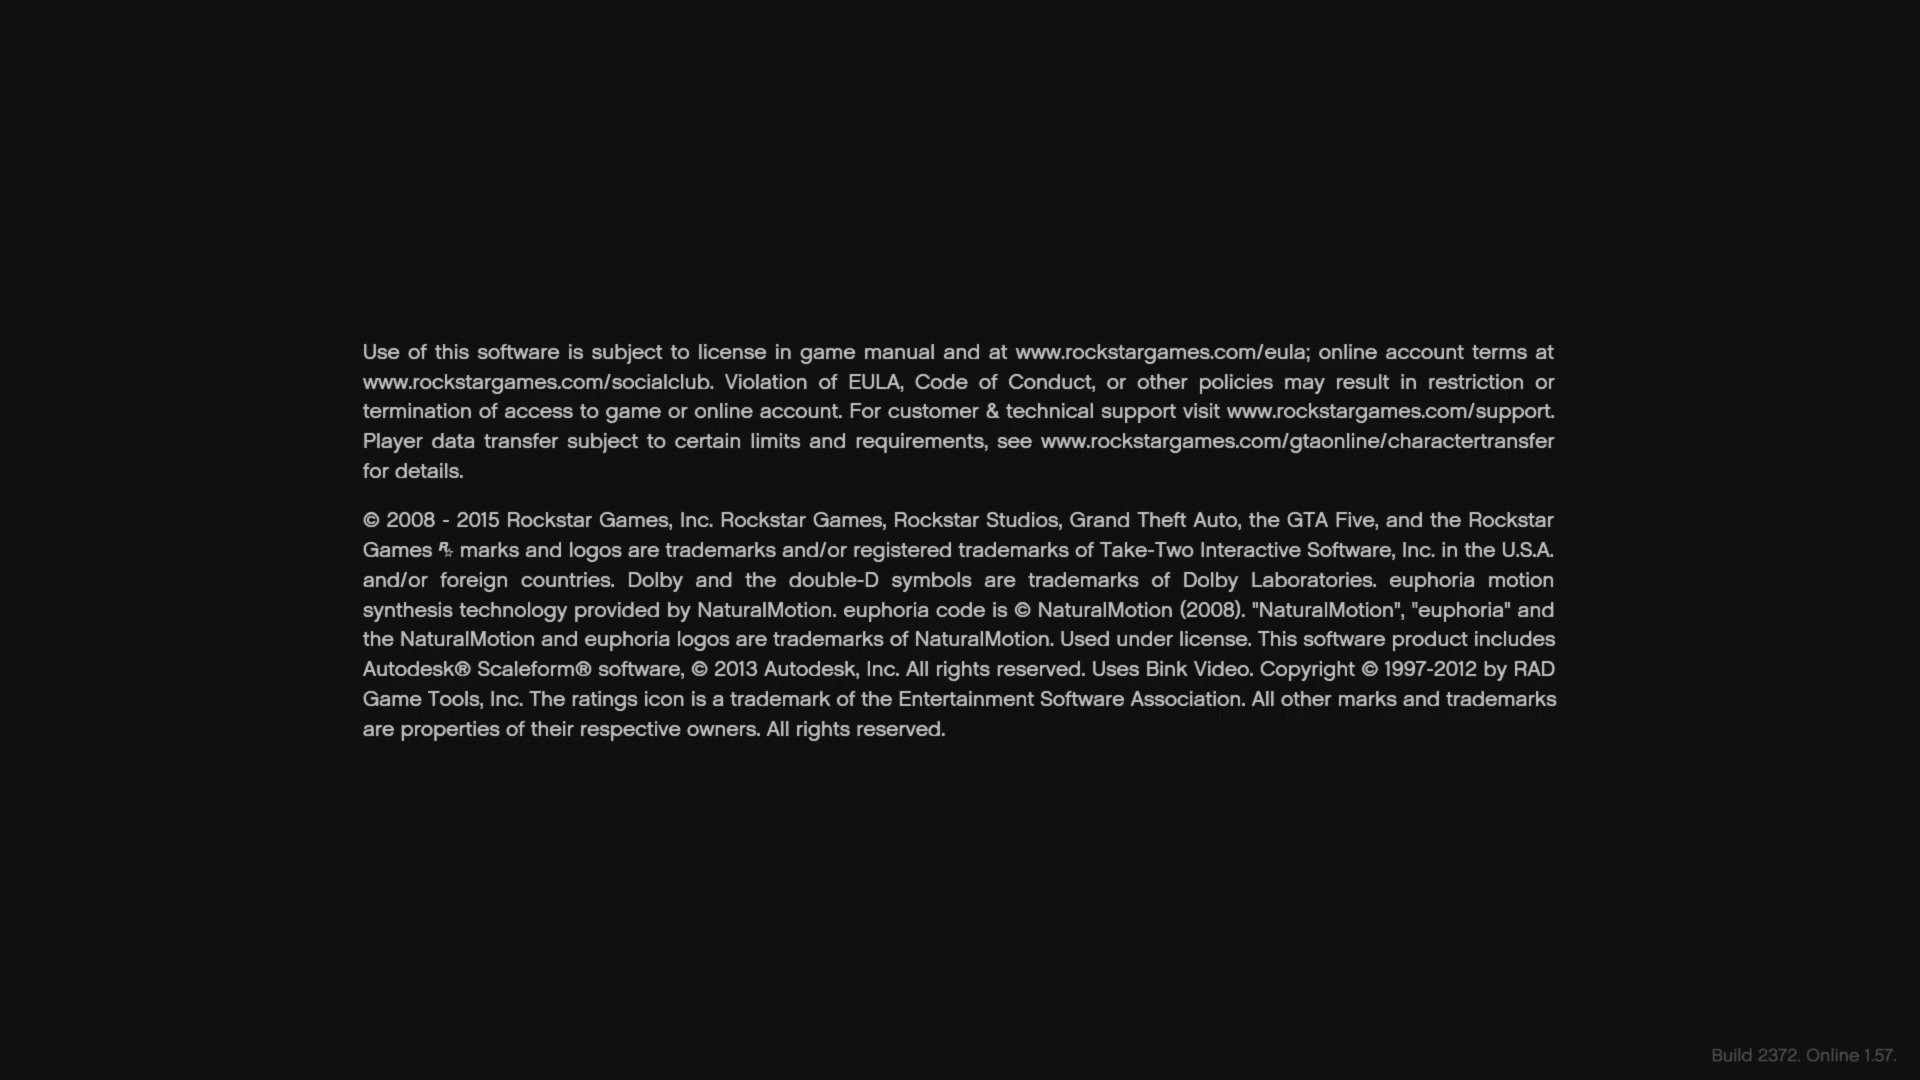 Use of this software is subject to license in game manual and at www.rockstargames.com/eula; online account terms at
www.rockstargames.com/socialclub. Violation of EULA, Code of Conduct, or other policies may result in restriction or
termination of access to game or online account. For customer & technical support visit www.rockstargames.com/support.
Player data transfer subject to certain limits and requirements, see www.rockstargames.com/gtaonline/charactertransfer
for details.
© 2008 - 2015 Rockstar Games, Inc. Rockstar Games, Rockstar Studios, Grand Theft Auto, the GTA Five, and the Rockstar
Games R* marks and logos are trademarks and/or registered trademarks of Take-Two Interactive Software, Inc. in the U.S.A.
and/or foreign countries. Dolby and the double-D symbols are trademarks of Dolby Laboratories. euphoria motion
synthesis technology provided by NaturalMotion. euphoria code is © NaturalMotion (2008). "NaturalMotion", "euphoria" and
the NaturalMotion and euphoria logos are trademarks of NaturalMotion. Used under license. This software product includes
Autodesk® Scaleform® software, © 2013 Autodesk, Inc. All rights reserved. Uses Bink Video. Copyright © 1997-2012 by RAD
Game Tools, Inc. The ratings icon is a trademark of the Entertainment Software Association. All other marks and trademarks
are properties of their respective owners. All rights reserved.
Build 2372. Online 1.57.